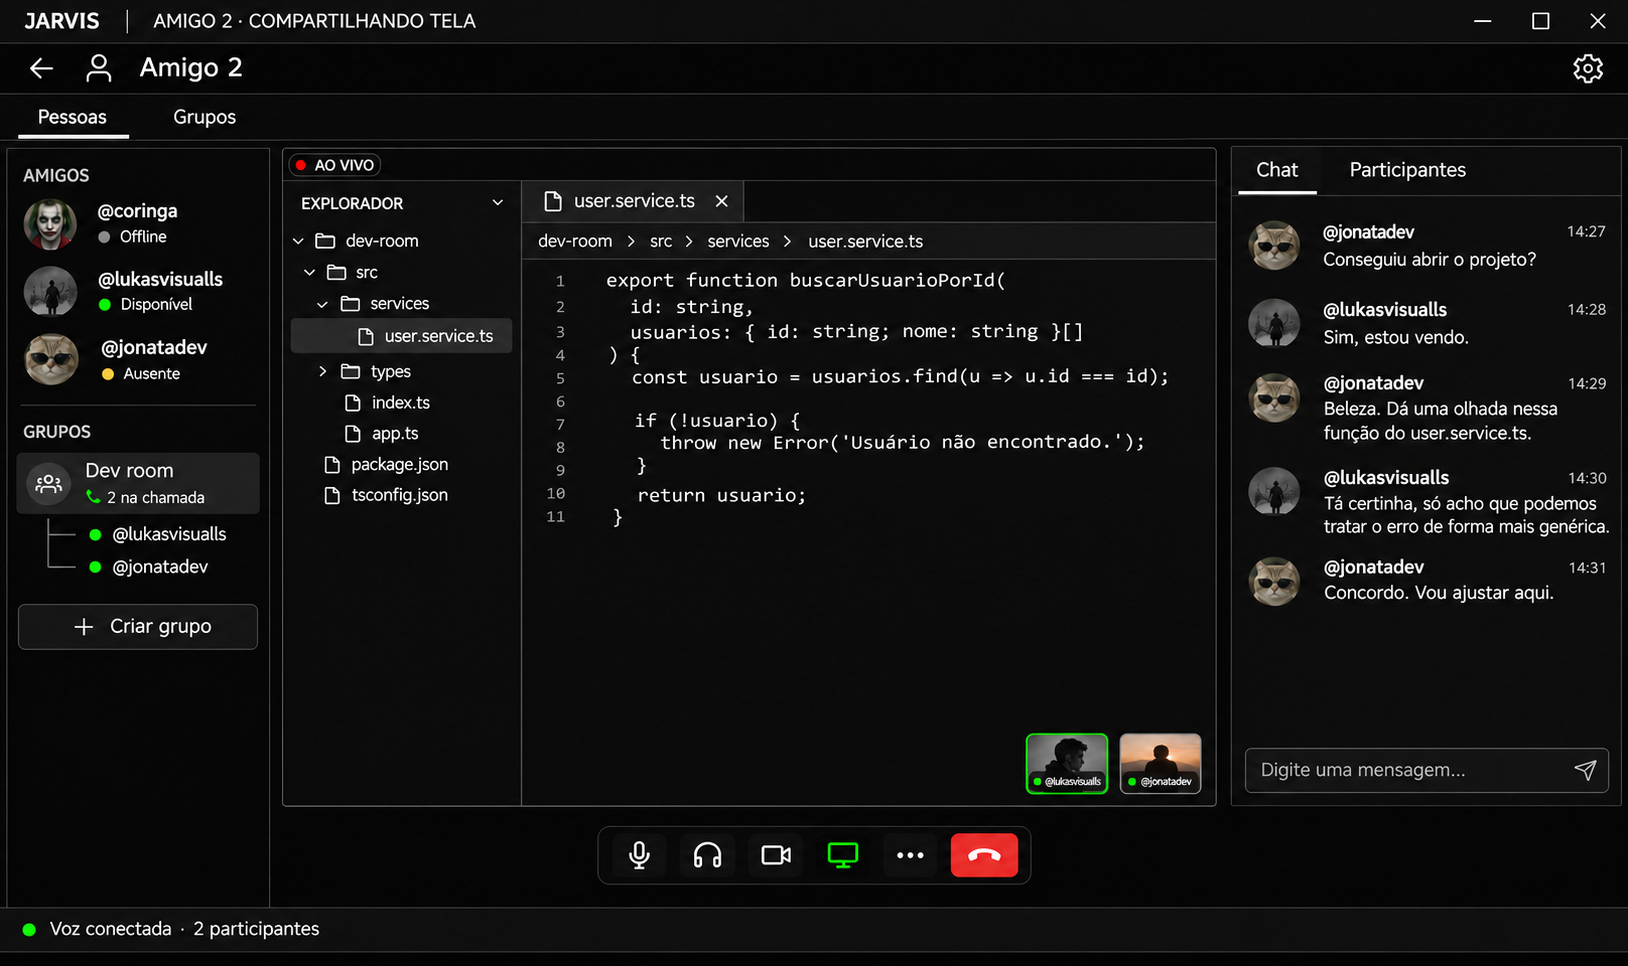 JARVIS
AMIGO 2 · COMPARTILHANDO TELA
Amigo 2
Pessoas
Grupos
AMIGOS
@coringa
Offline
@lukasvisualls
Disponível
@jonatadev
Ausente
GRUPOS
Dev room
2 na chamada
@lukasvisualls
@jonatadev
Criar grupo
AO VIVO
EXPLORADOR
dev-room
src
services
user.service.ts
types
index.ts
app.ts
package.json
tsconfig.json
user.service.ts
dev-room > src > services > user.service.ts
1 export function buscarUsuarioPorId(
2 id: string,
3 usuarios: { id: string; nome: string }[]
4 ) {
5 const usuario = usuarios.find(u => u.id === id);
6
7 if (!usuario) {
8 throw new Error('Usuário não encontrado.');
9 }
10 return usuario;
11 }
@lukasvisualls
@jonatadev
Chat
Participantes
@jonatadev 14:27
Conseguiu abrir o projeto?
@lukasvisualls 14:28
Sim, estou vendo.
@jonatadev 14:29
Beleza. Dá uma olhada nessa
função do user.service.ts.
@lukasvisualls 14:30
Tá certinha, só acho que podemos
tratar o erro de forma mais genérica.
@jonatadev 14:31
Concordo. Vou ajustar aqui.
Digite uma mensagem...
Voz conectada · 2 participantes